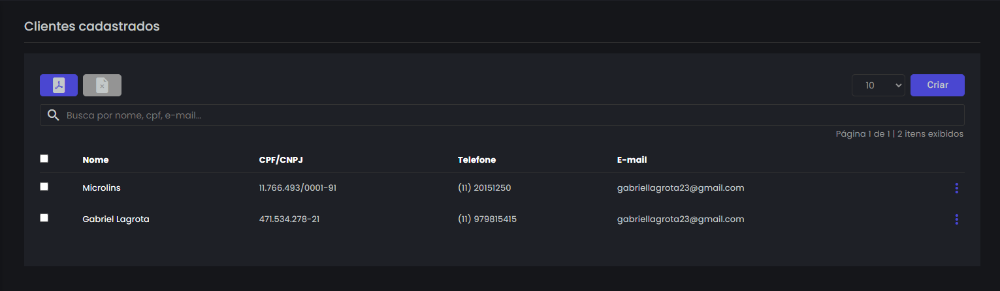 Clientes cadastrados
10 Criar
Busca por nome, cpf, e-mail...
Página 1 de 1 | 2 itens exibidos
Nome CPF/CNPJ Telefone E-mail
Microlins 11.766.493/0001-91 (11) 20151250 gabriellagrota23@gmail.com
Gabriel Lagrota 471.534.278-21 (11) 979815415 gabriellagrota23@gmail.com